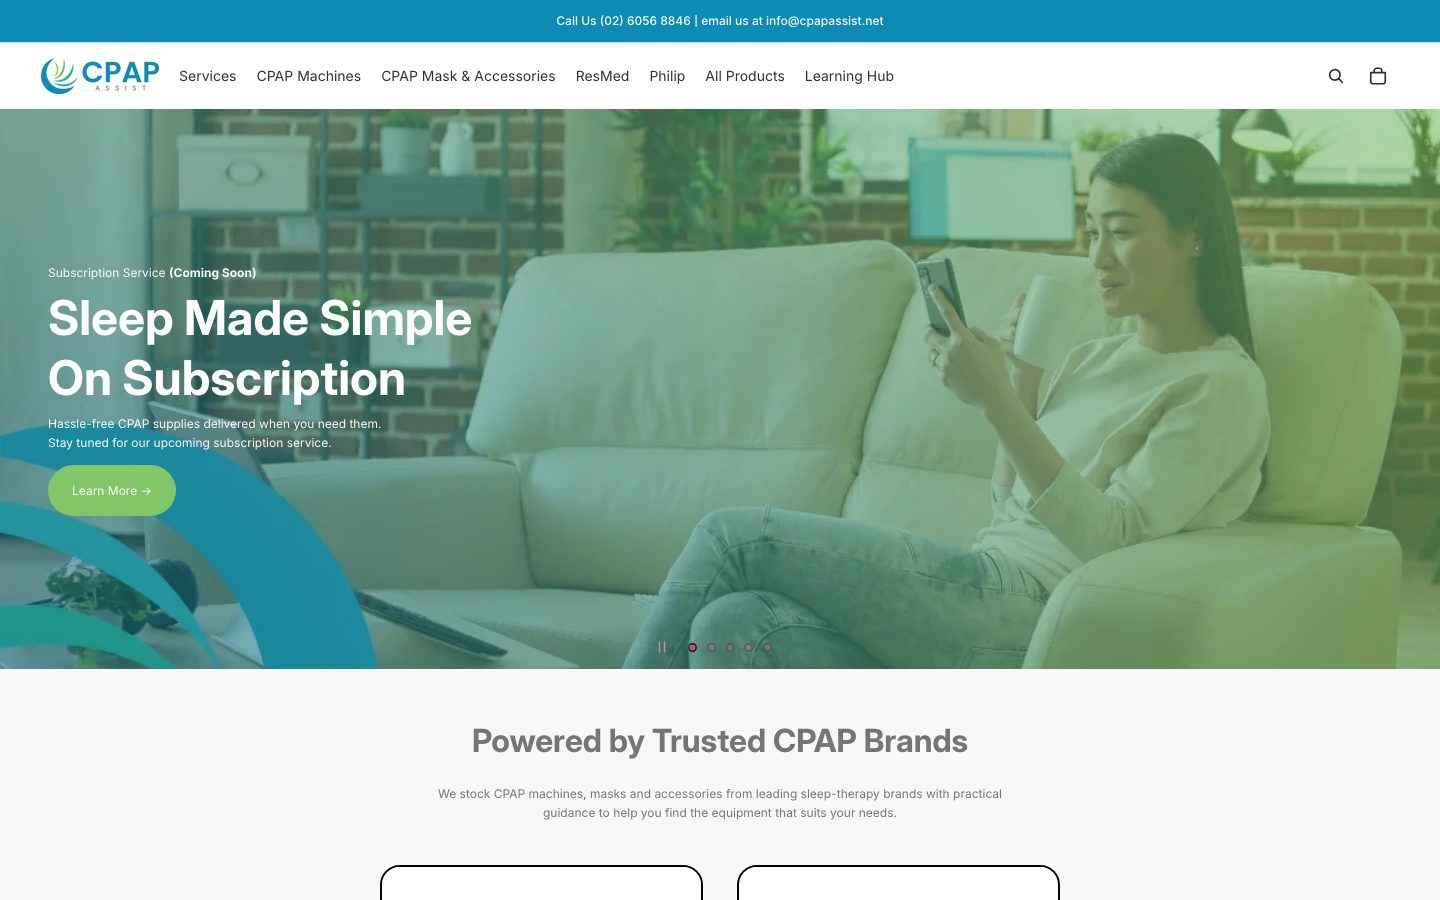 Call Us (02) 6056 8846 | email us at info@cpapassist.net
CPAP
ASSIST
Services
CPAP Machines
CPAP Mask & Accessories
ResMed
Philip
All Products
Learning Hub
Subscription Service (Coming Soon)
Sleep Made Simple
On Subscription
Hassle-free CPAP supplies delivered when you need them.
Stay tuned for our upcoming subscription service.
Learn More →
Powered by Trusted CPAP Brands
We stock CPAP machines, masks and accessories from leading sleep-therapy brands with practical
guidance to help you find the equipment that suits your needs.